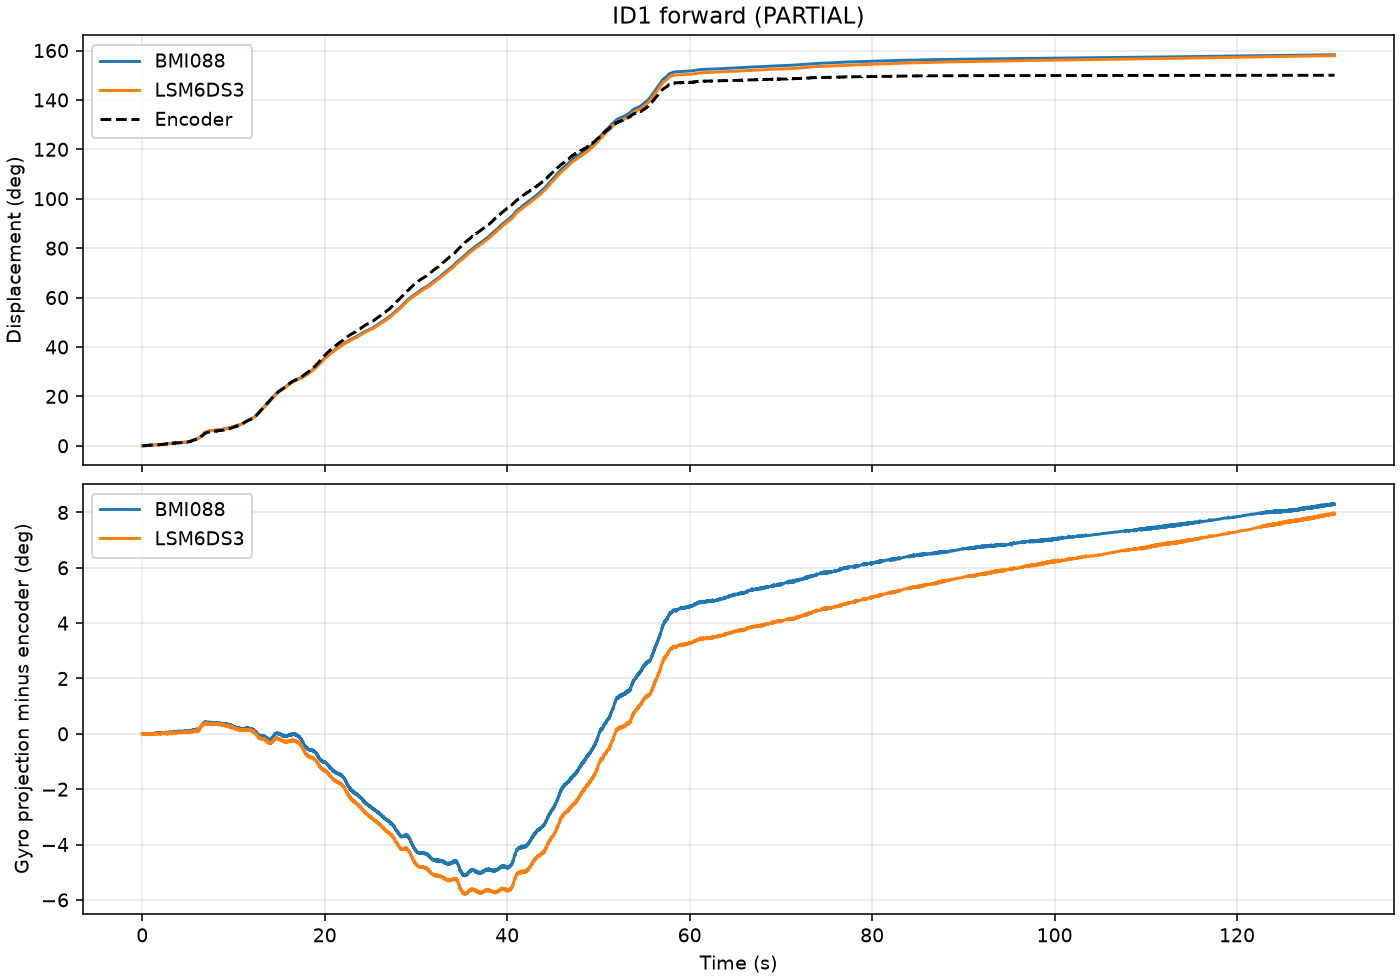 ID1 forward (PARTIAL)
BMI088
LSM6DS3
Encoder
Displacement (deg)
160
140
120
100
80
60
40
20
0
BMI088
LSM6DS3
Gyro projection minus encoder (deg)
8
6
4
2
0
−2
−4
−6
0 20 40 60 80 100 120
Time (s)